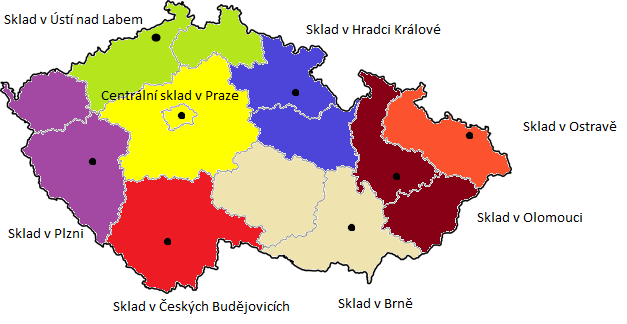 Sklad v Ústí nad Labem
Sklad v Hradci Králové
Centrální sklad v Praze
Sklad v Ostravě
Sklad v Olomouci
Sklad v Plzni
Sklad v Brně
Sklad v Českých Budějovicích